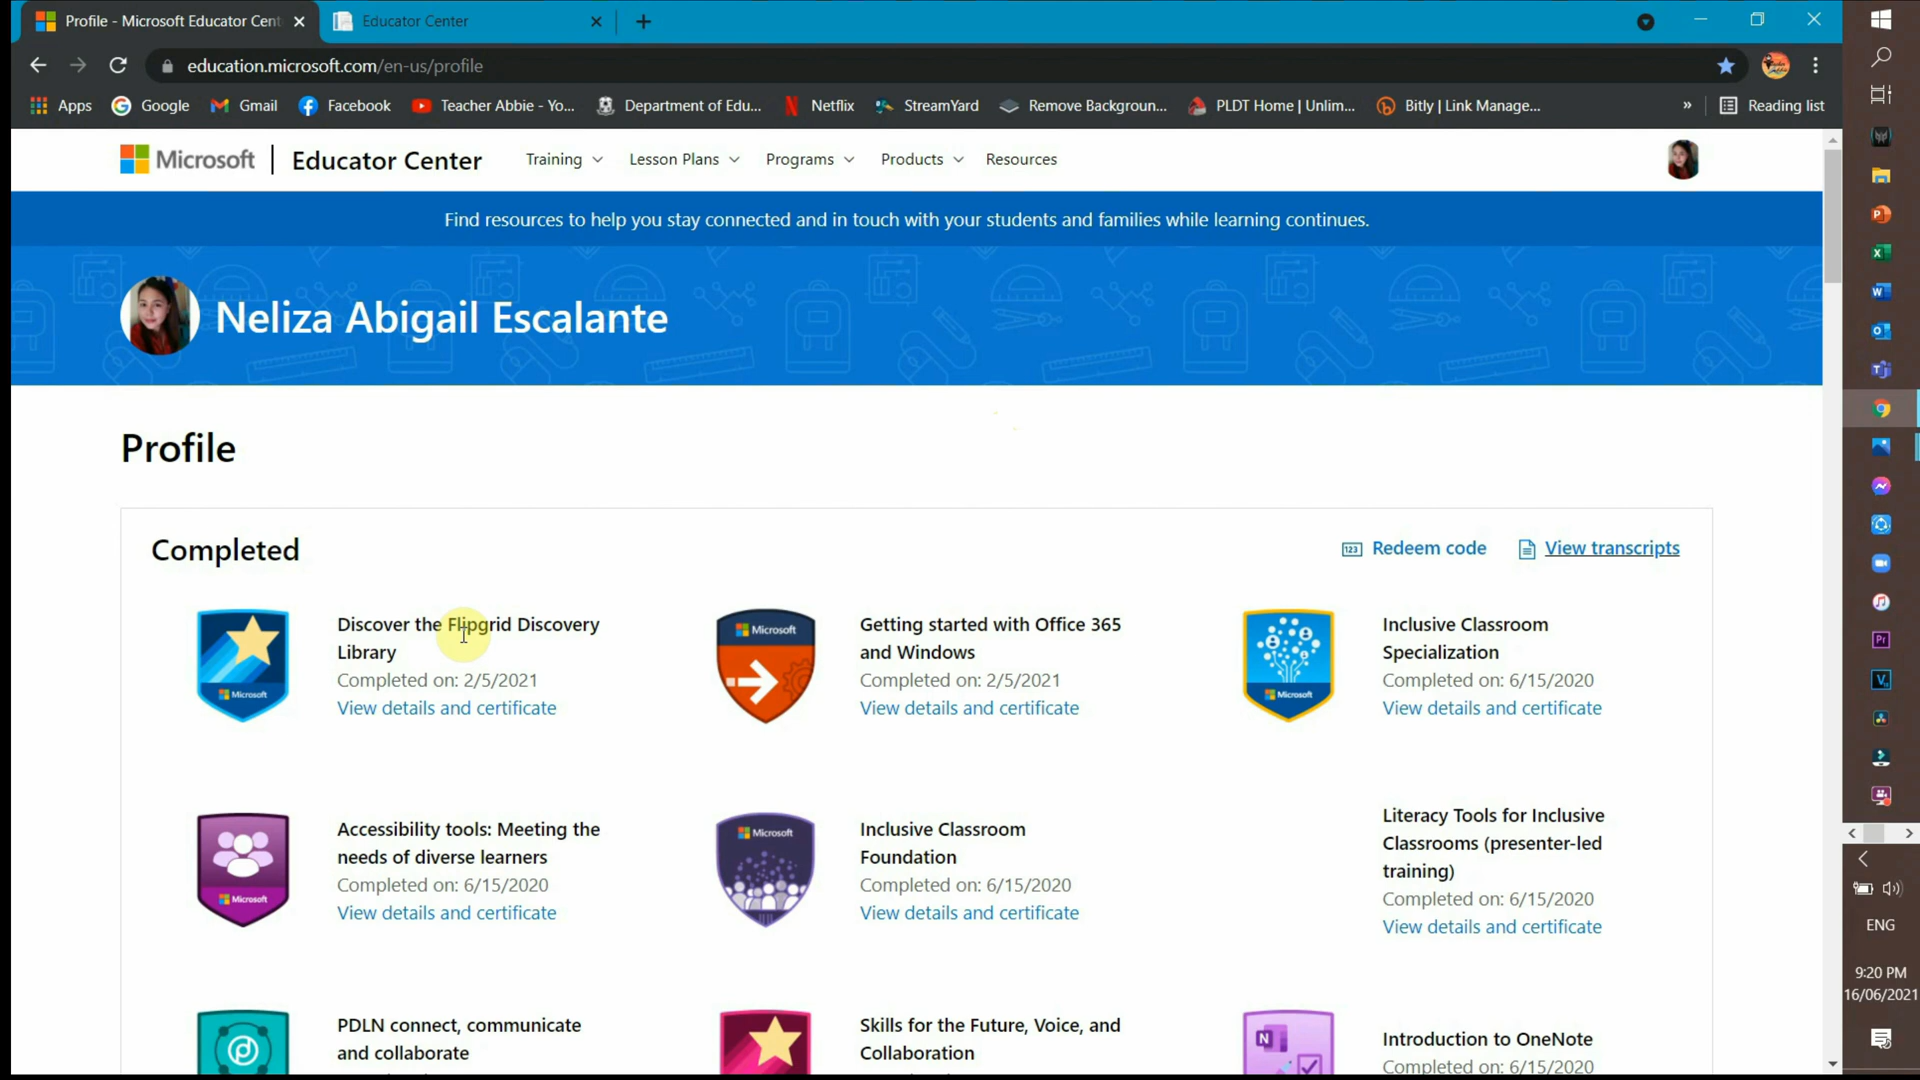 Profile - Microsoft Educator Cent
Educator Center
education.microsoft.com/en-us/profile
Apps
Google
Gmail
Facebook
Teacher Abbie - Yo...
Department of Edu...
Netflix
StreamYard
Remove Backgroun...
PLDT Home | Unlim...
Bitly | Link Manage...
»
Reading list
Microsoft
Educator Center
Training
Lesson Plans
Programs
Products
Resources
Find resources to help you stay connected and in touch with your students and families while learning continues.
Neliza Abigail Escalante
Profile
Completed
123 Redeem code
View transcripts
Microsoft
Discover the Flipgrid Discovery
Library
Completed on: 2/5/2021
View details and certificate
Microsoft
Getting started with Office 365
and Windows
Completed on: 2/5/2021
View details and certificate
Microsoft
Inclusive Classroom
Specialization
Completed on: 6/15/2020
View details and certificate
Microsoft
Accessibility tools: Meeting the
needs of diverse learners
Completed on: 6/15/2020
View details and certificate
Microsoft
Inclusive Classroom
Foundation
Completed on: 6/15/2020
View details and certificate
Literacy Tools for Inclusive
Classrooms (presenter-led
training)
Completed on: 6/15/2020
View details and certificate
PDLN connect, communicate
and collaborate
Skills for the Future, Voice, and
Collaboration
N
Introduction to OneNote
Completed on: 6/15/2020
ENG
9:20 PM
16/06/2021